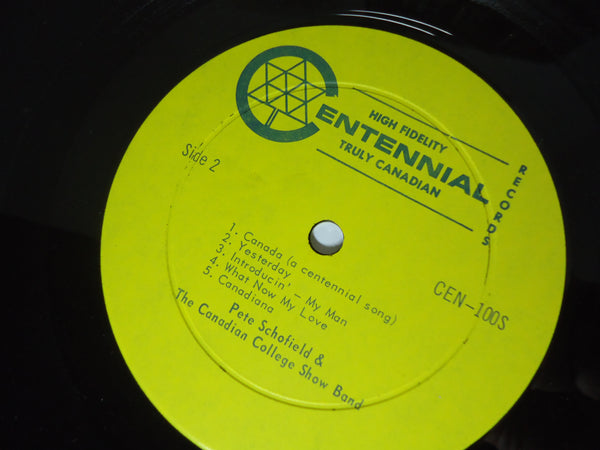 HIGH FIDELITY
CENTENNIAL
TRULY CANADIAN
RECORDS
Side 2
CEN-100S
1. Canada (a centennial song)
2. Yesterday
3. Introducin' - My Man
4. What Now My Love
5. Canadiana
Pete Schofield &
The Canadian College Show Band